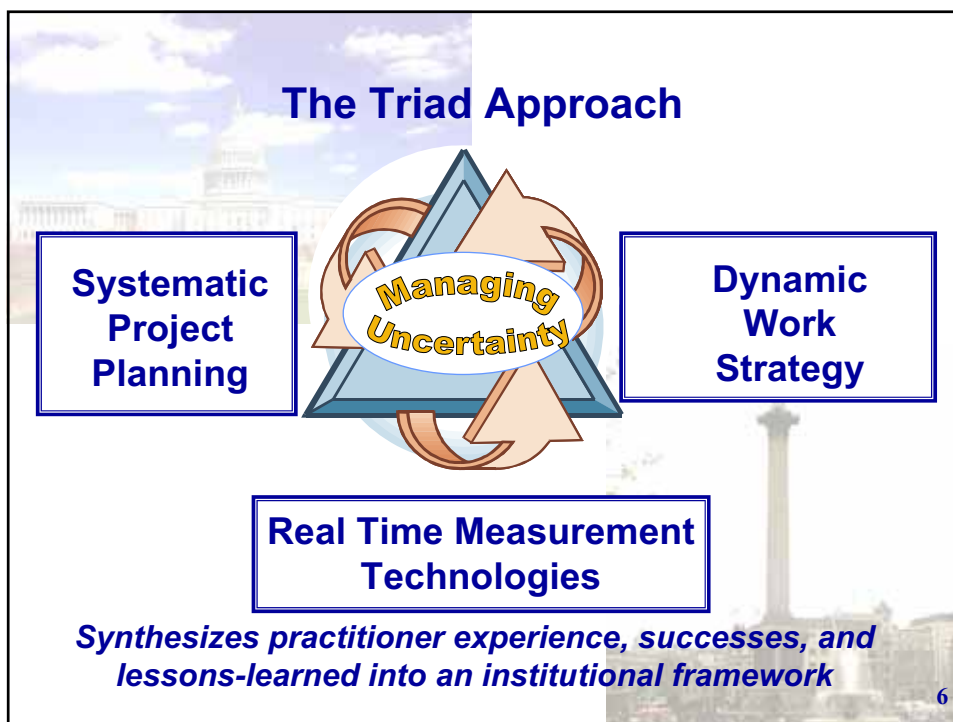 The Triad Approach
Managing
Uncertainty
Systematic
Project
Planning
Dynamic
Work
Strategy
Real Time Measurement
Technologies
Synthesizes practitioner experience, successes, and
lessons-learned into an institutional framework
6